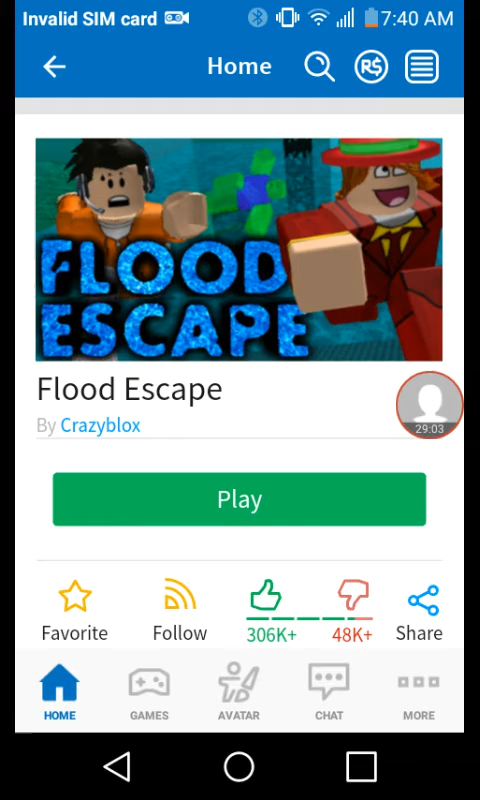 Invalid SIM card 7:40 AM
Home R$
FLOOD
ESCAPE
Flood Escape
By Crazyblox
29:03
Play
Favorite Follow 306K+ 48K+ Share
HOME GAMES AVATAR CHAT MORE